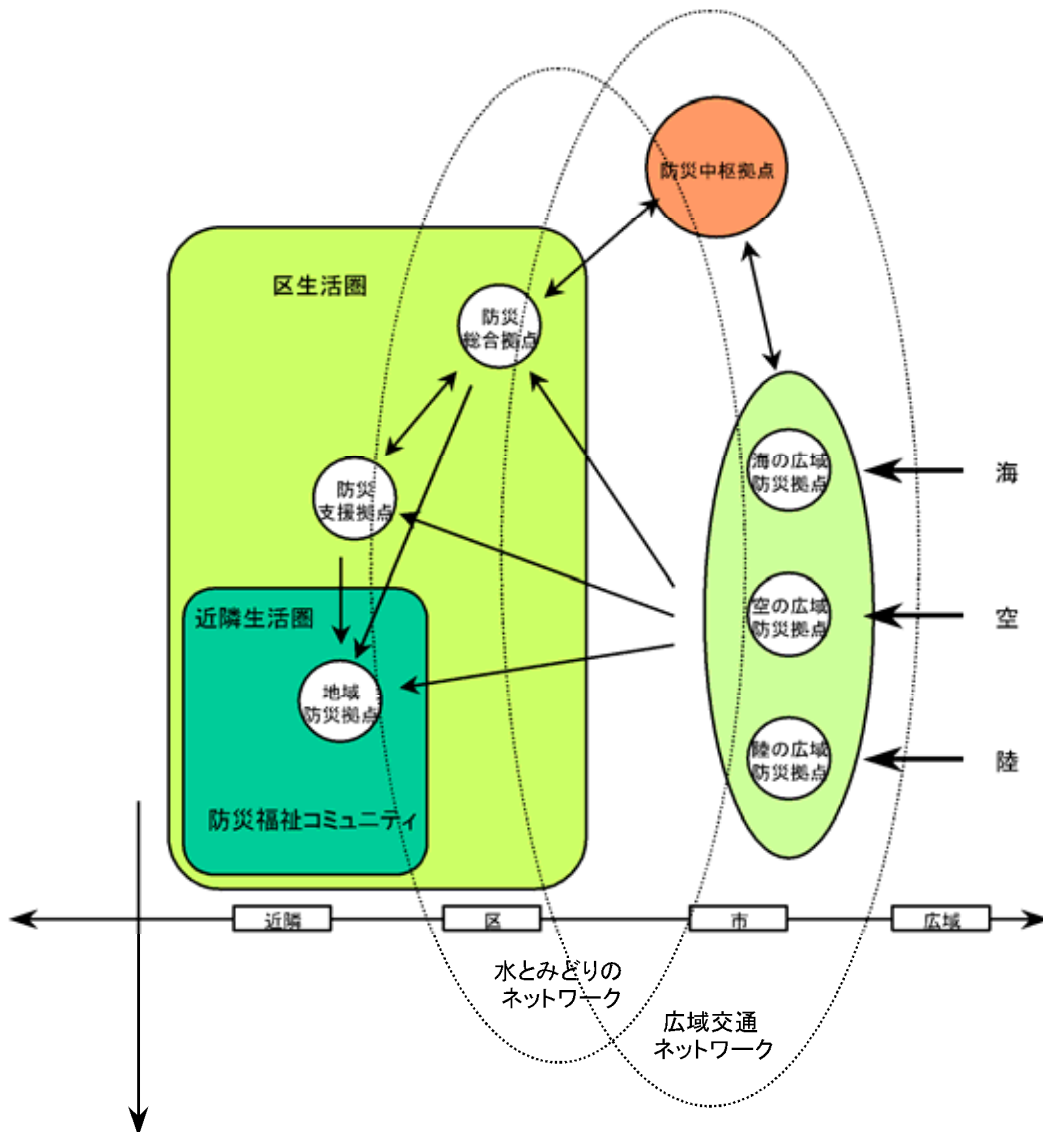 防災中枢拠点
区生活圏
防災
総合拠点
海の広域
防災拠点
海
防災
支援拠点
空の広域
防災拠点
空
近隣生活圏
地域
防災拠点
陸の広域
防災拠点
陸
防災福祉コミュニティ
近隣
区
市
広域
水とみどりの
ネットワーク
広域交通
ネットワーク